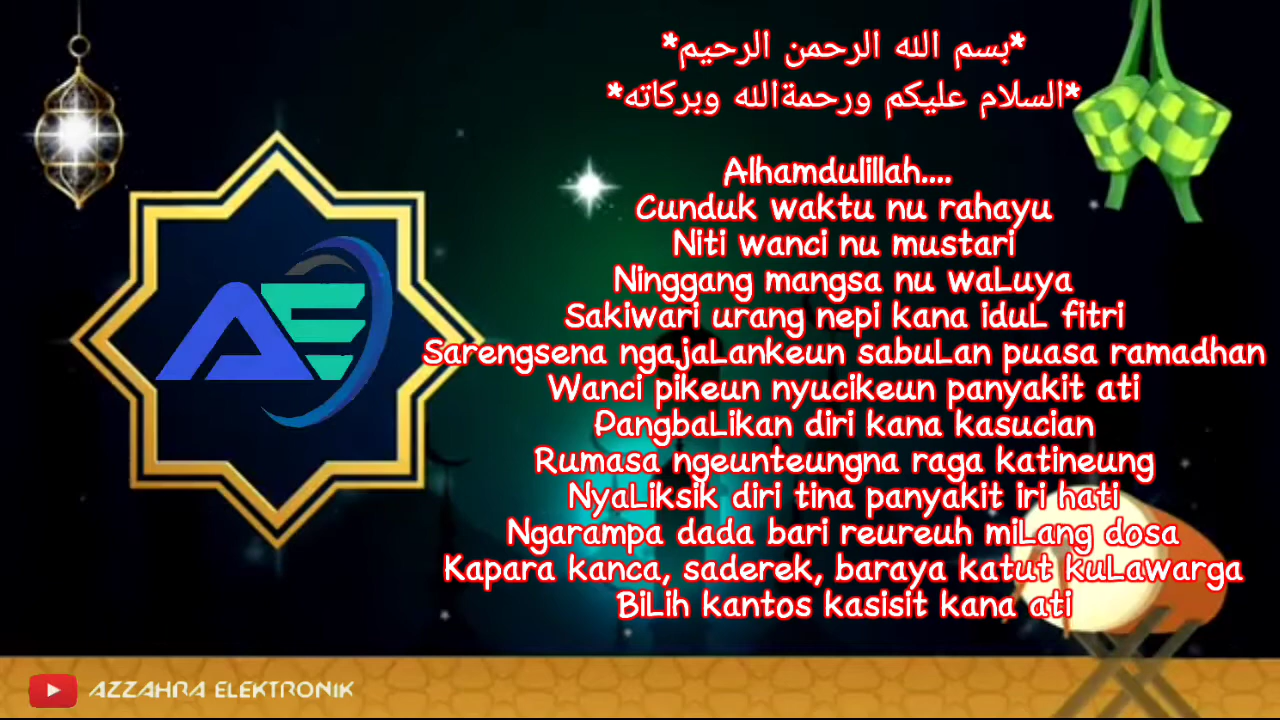 *بسم الله الرحمن الرحيم*
*السلام عليكم ورحمةالله وبركاته*
Alhamdulillah....
Cunduk waktu nu rahayu
Niti wanci nu mustari
Ninggang mangsa nu waLuya
Sakiwari urang nepi kana iduL fitri
Sarengsena ngajaLankeun sabuLan puasa ramadhan
Wanci pikeun nyucikeun panyakit ati
PangbaLikan diri kana kasucian
Rumasa ngeunteungna raga katineung
NyaLiksik diri tina panyakit iri hati
Ngarampa dada bari reureuh miLang dosa
Kapara kanca, saderek, baraya katut kuLawarga
BiLih kantos kasisit kana ati
AE
AZZAHRA ELEKTRONIK